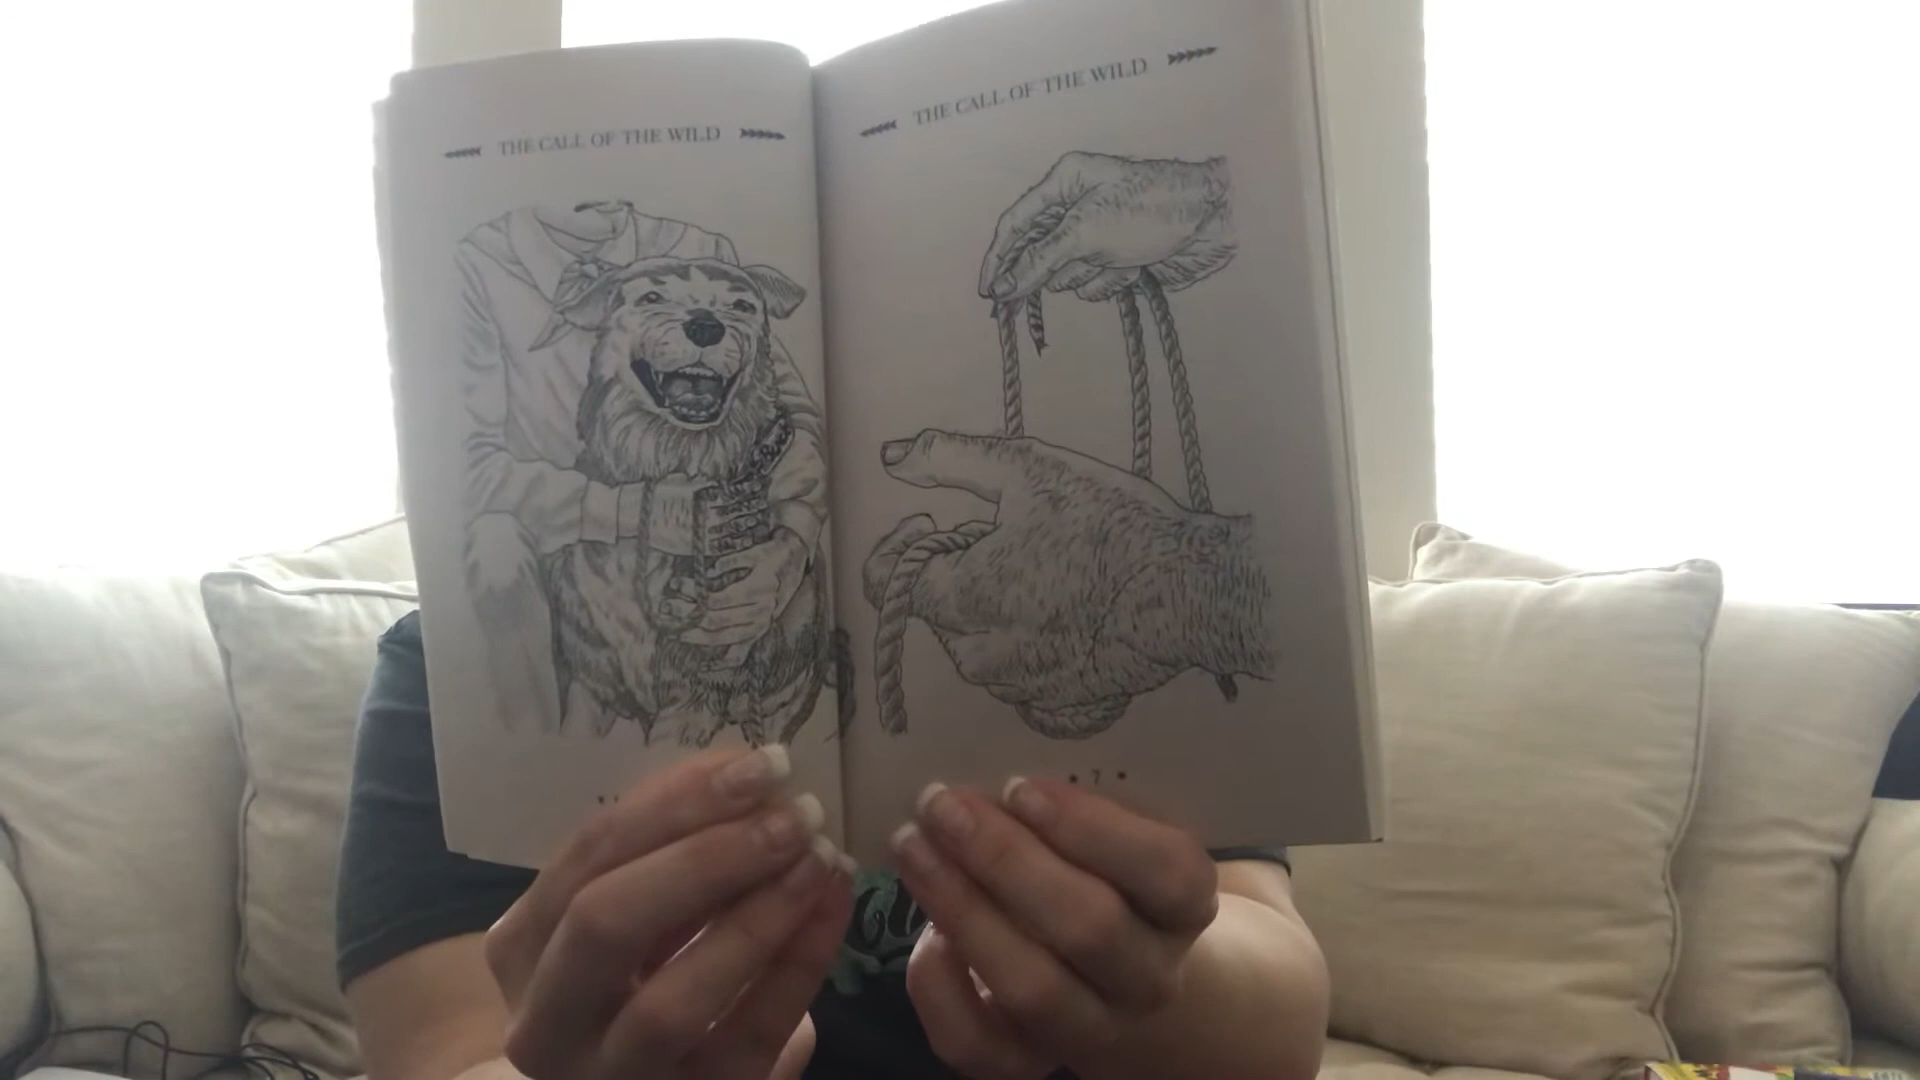 THE CALL OF THE WILD
THE CALL OF THE WILD
• 7 •